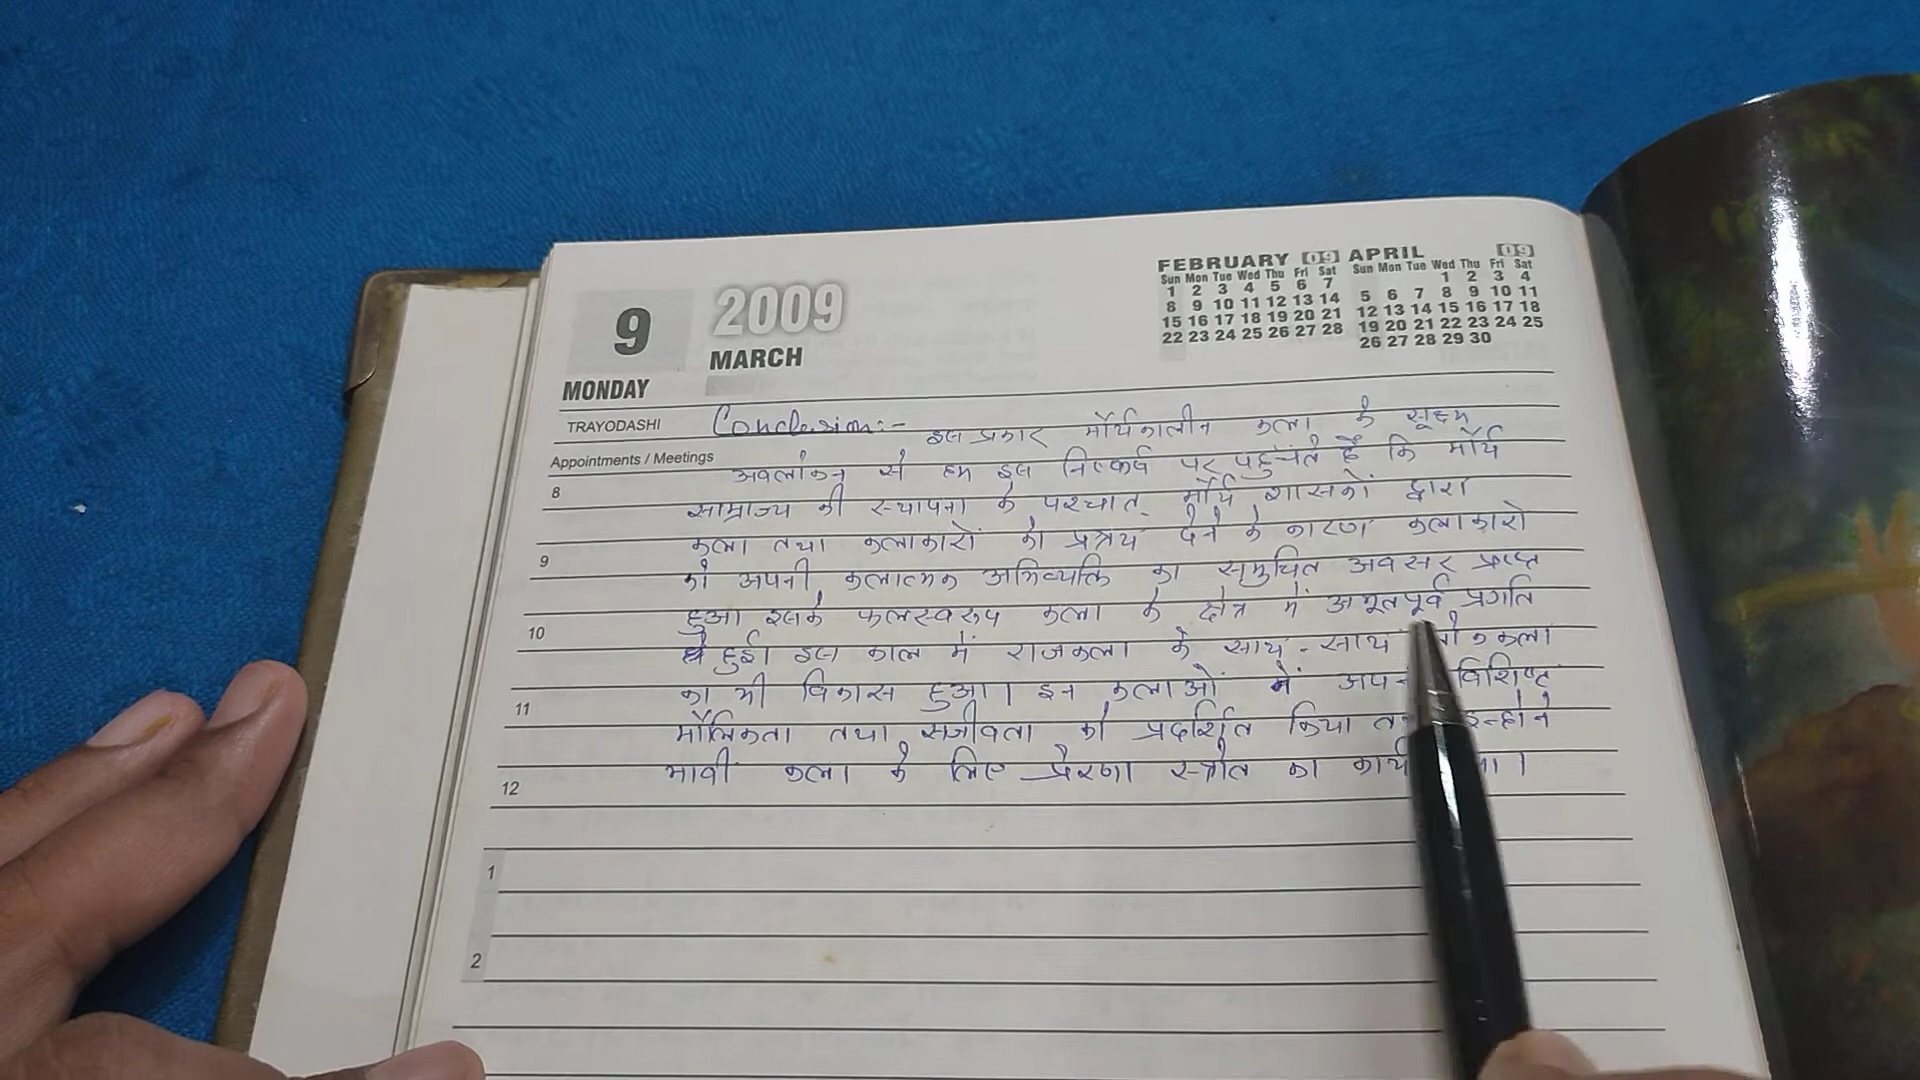 9
2009
MARCH
MONDAY
FEBRUARY 09 APRIL 09
Sun Mon Tue Wed Thu Fri Sat Sun Mon Tue Wed Thu Fri Sat
1 2 3 4 5 6 7 1 2 3 4
8 9 10 11 12 13 14 5 6 7 8 9 10 11
15 16 17 18 19 20 21 12 13 14 15 16 17 18
22 23 24 25 26 27 28 19 20 21 22 23 24 25
26 27 28 29 30
TRAYODASHI
Appointments / Meetings
Conclusion:- इस प्रकार मौर्यकालीन कला के सूक्ष्म
अवलोकन से हम इस निष्कर्ष पर पहुंचते हैं कि मौर्य
8
साम्राज्य की स्थापना के पश्चात् मौर्य शासकों द्वारा
कला तथा कलाकारों को प्रश्रय देने के कारण कलाकारो
9
को अपनी कलात्मक अभिव्यक्ति का समुचित अवसर प्राप्त
हुआ इसके फलस्वरूप कला के क्षेत्र में अभूतपूर्व प्रगति
10
हुई। इस काल में राजकला के साथ-साथ कला
का भी विकास हुआ। इन कलाओं ने विशिष्ट
11
मौलिकता तथा सजीवता को प्रदर्शित किया इन्होने
भावी कला के लिए प्रेरणा स्त्रोत का कार्य
12
1
2